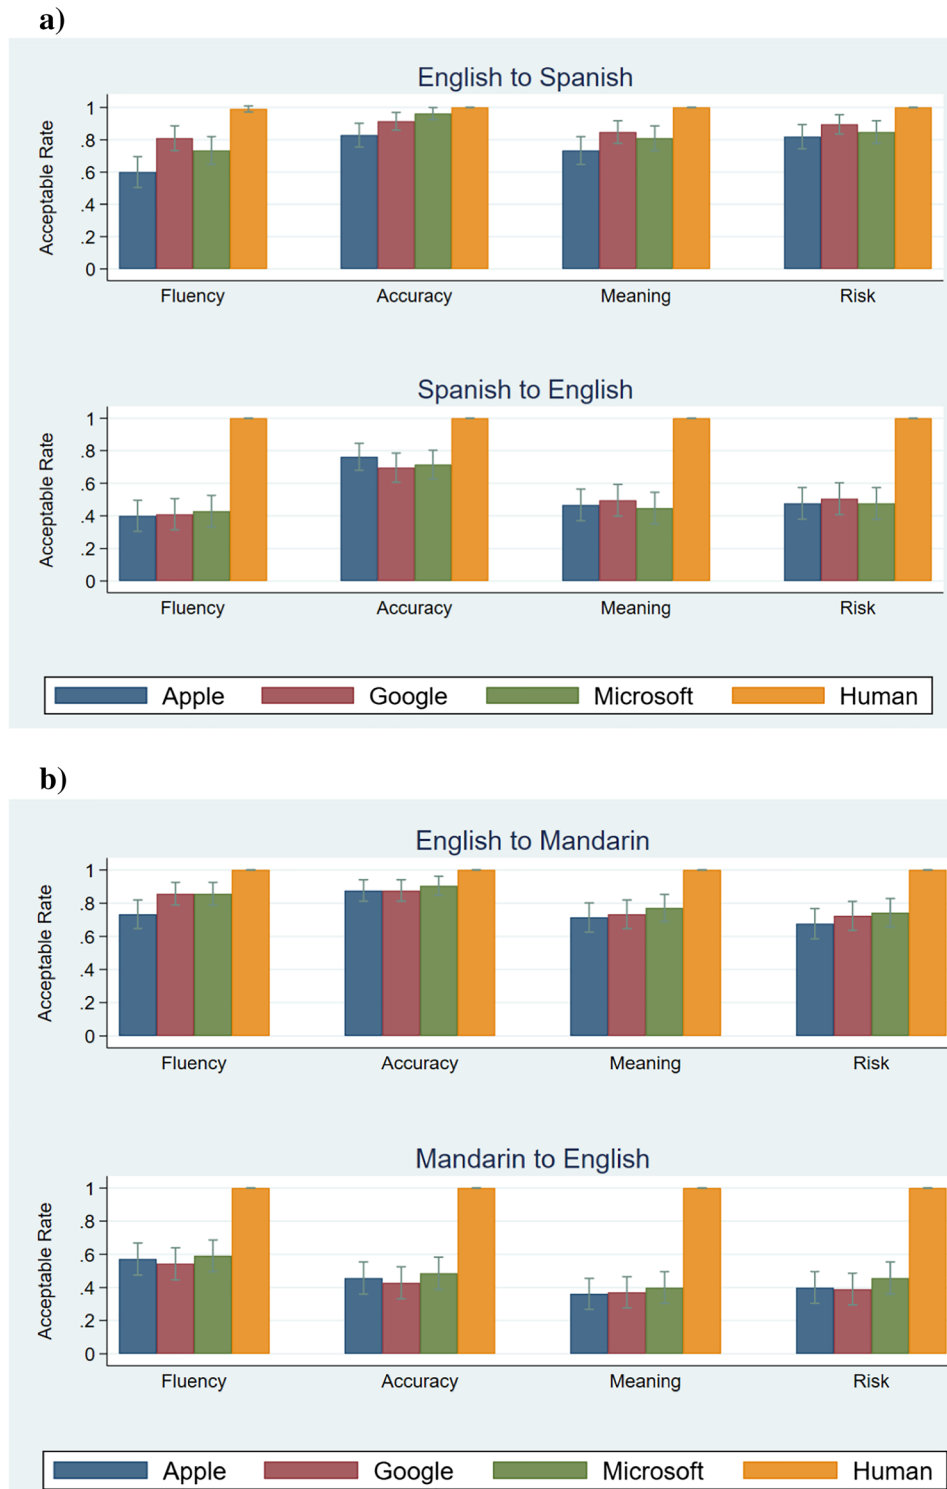 a)
English to Spanish
Acceptable Rate
1
.8
.6
.4
.2
0
Fluency Accuracy Meaning Risk
Spanish to English
Acceptable Rate
1
.8
.6
.4
.2
0
Fluency Accuracy Meaning Risk
Apple Google Microsoft Human
b)
English to Mandarin
Acceptable Rate
1
.8
.6
.4
.2
0
Fluency Accuracy Meaning Risk
Mandarin to English
Acceptable Rate
1
.8
.6
.4
.2
0
Fluency Accuracy Meaning Risk
Apple Google Microsoft Human